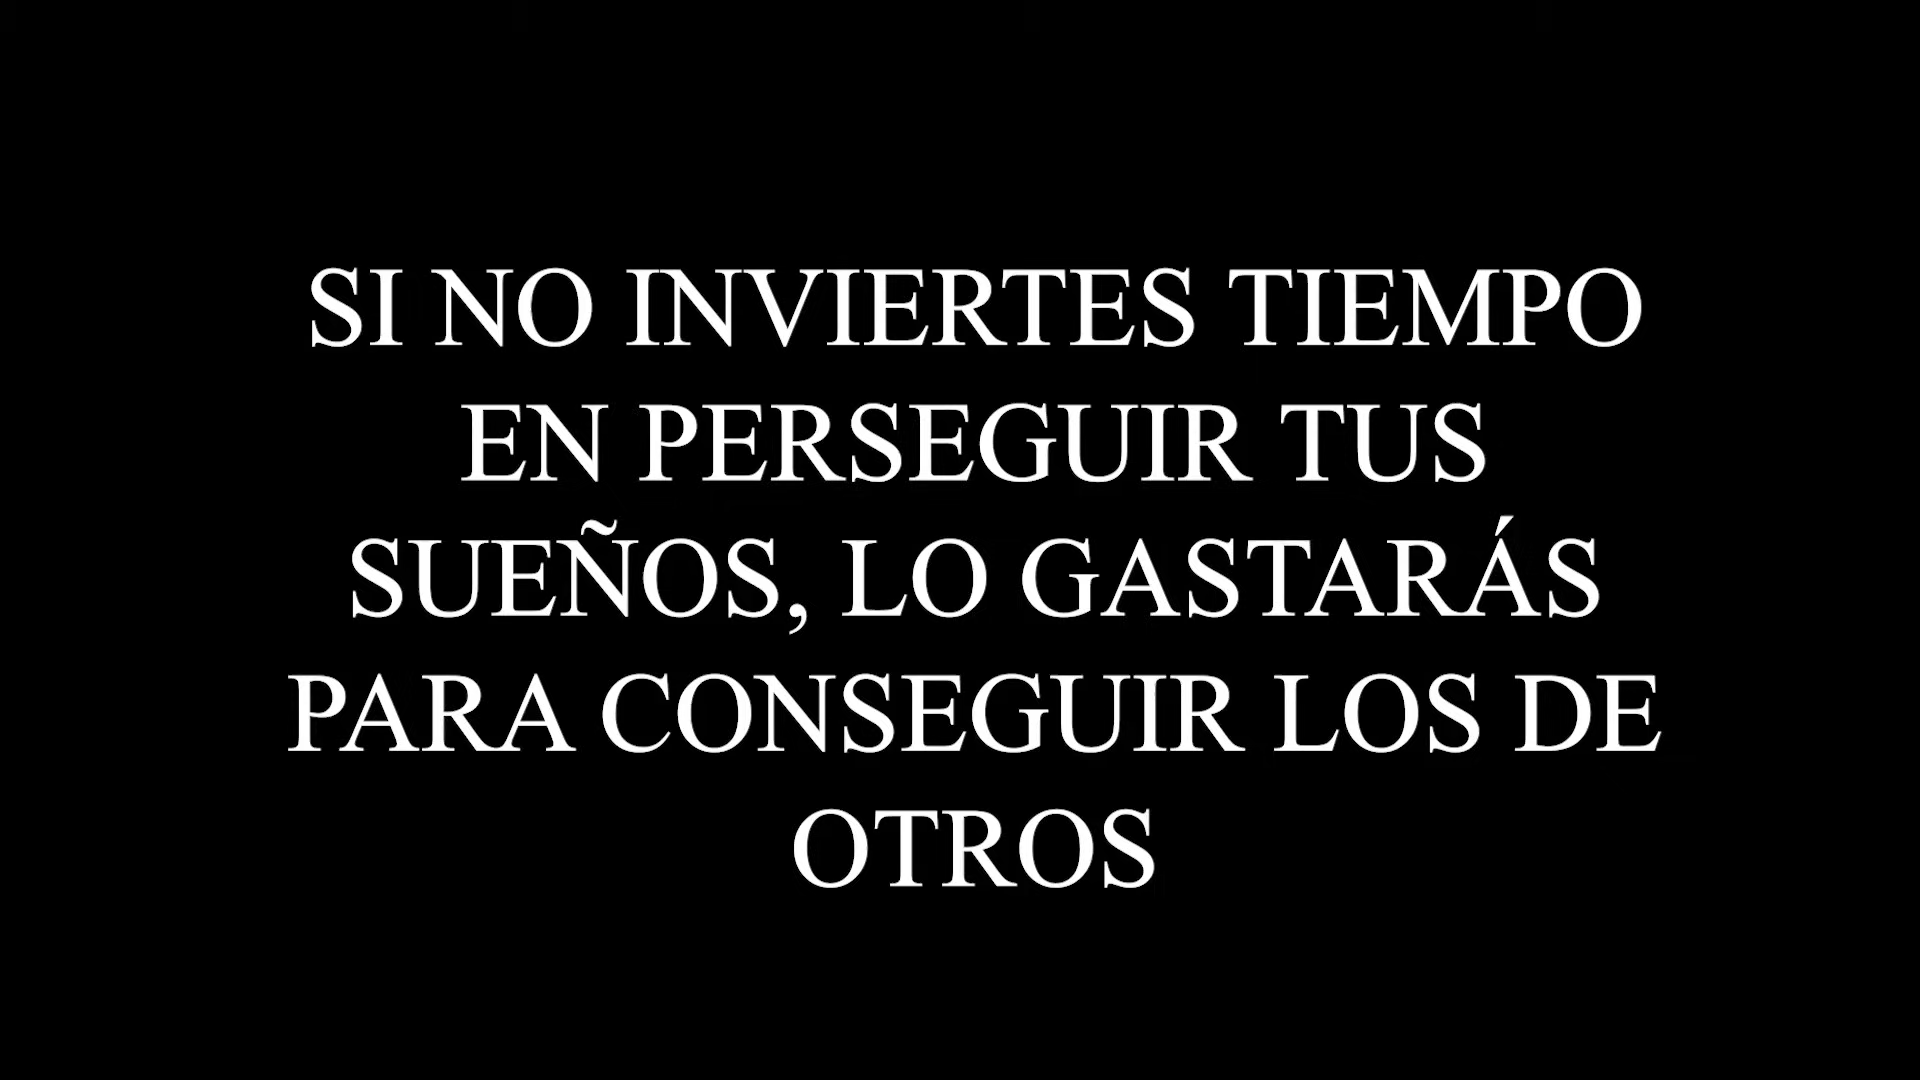 SI NO INVIERTES TIEMPO
EN PERSEGUIR TUS
SUEÑOS, LO GASTARÁS
PARA CONSEGUIR LOS DE
OTROS